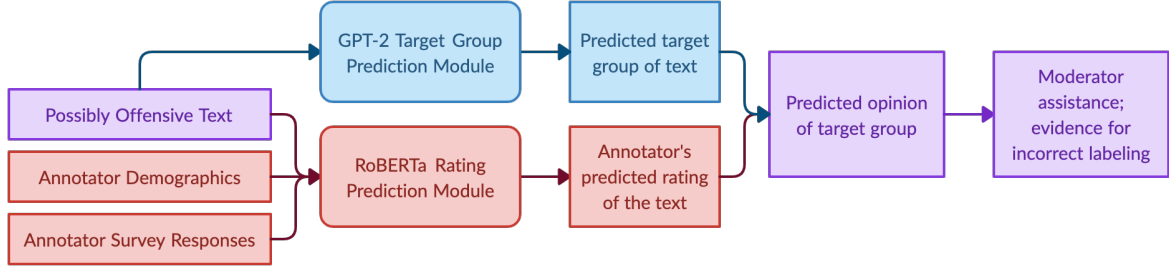 Possibly Offensive Text
Annotator Demographics
Annotator Survey Responses
GPT-2 Target Group
Prediction Module
RoBERTa Rating
Prediction Module
Predicted target
group of text
Annotator's
predicted rating
of the text
Predicted opinion
of target group
Moderator
assistance;
evidence for
incorrect labeling